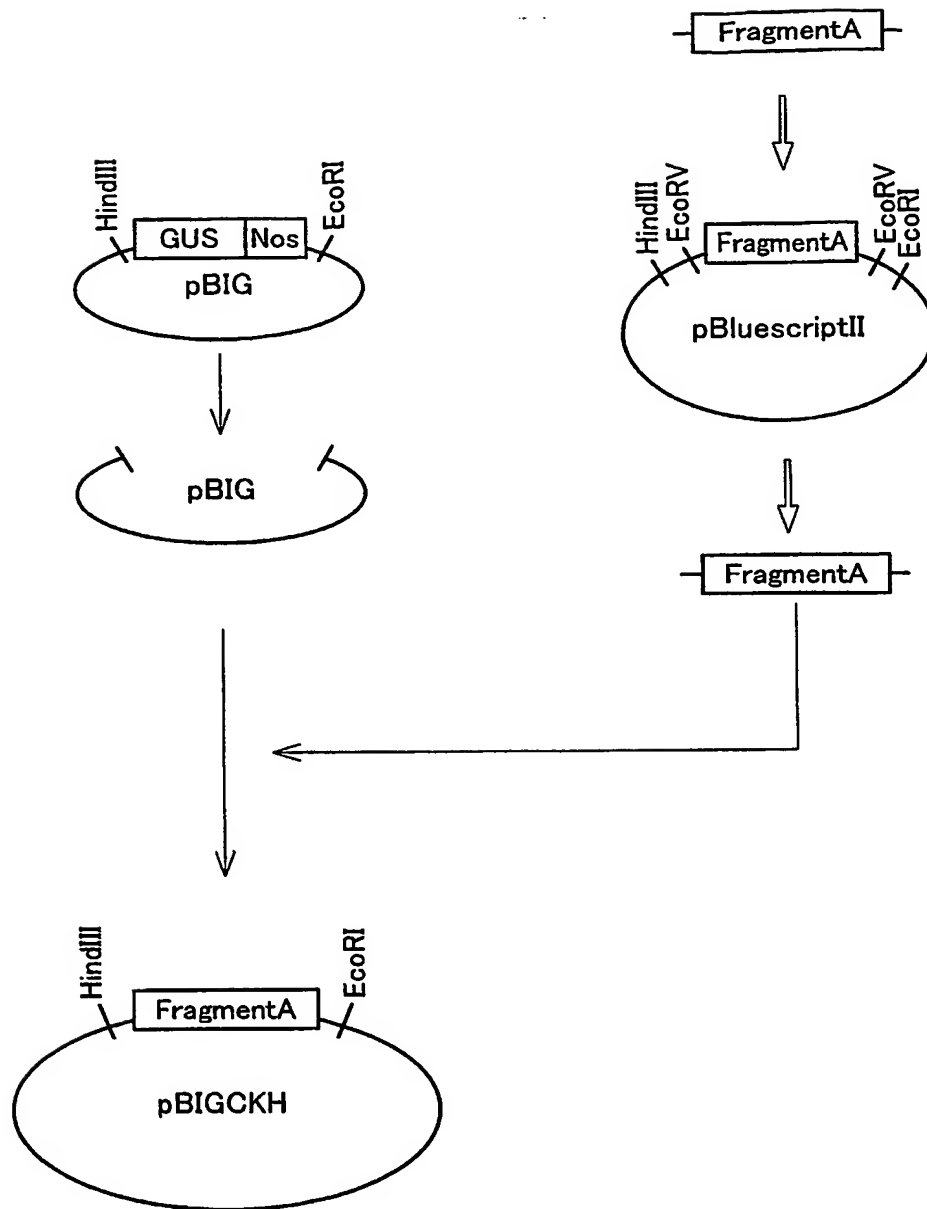 FragmentA
HindIII
EcoRV
FragmentA
EcoRV
EcoRI
pBluescriptII
HindIII
GUS
Nos
EcoRI
pBIG
pBIG
FragmentA
HindIII
FragmentA
EcoRI
pBIGCKH